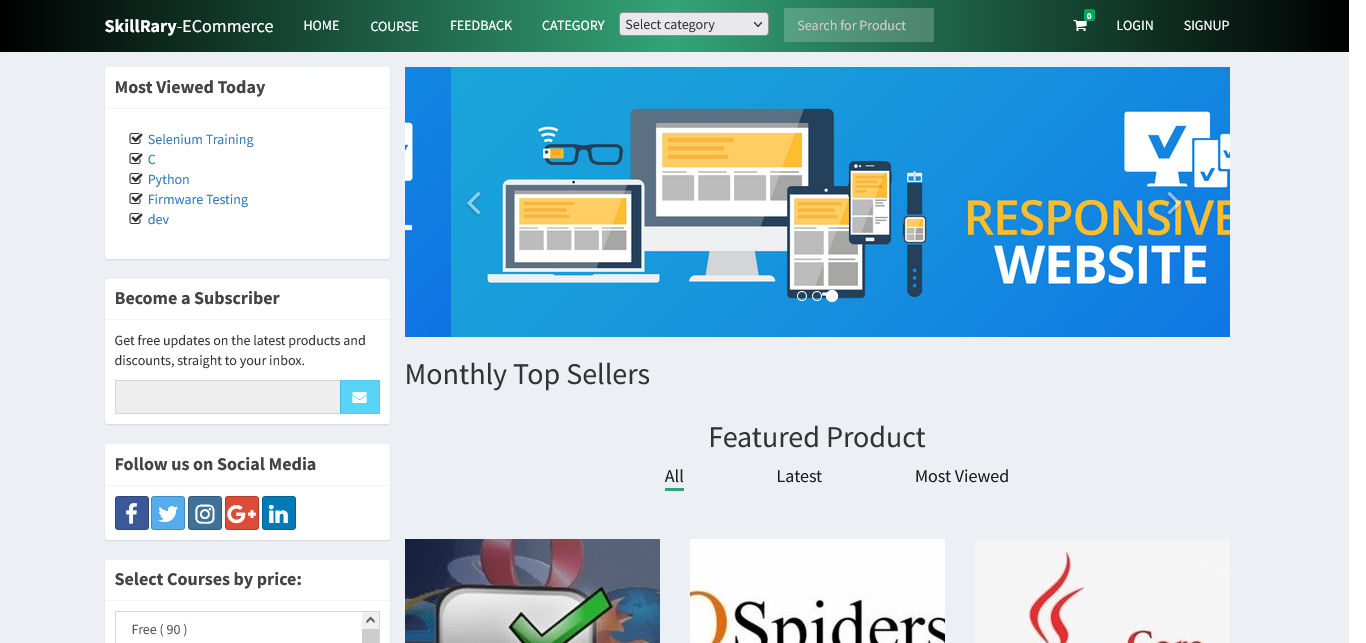 SkillRary-ECommerce HOME COURSE FEEDBACK CATEGORY Select category Search for Product 0 LOGIN SIGNUP
Most Viewed Today
Selenium Training
C
Python
Firmware Testing
dev
Become a Subscriber
Get free updates on the latest products and
discounts, straight to your inbox.
Follow us on Social Media
Select Courses by price:
Free ( 90 )
RESPONSIVE
WEBSITE
Monthly Top Sellers
Featured Product
All Latest Most Viewed
QSpiders